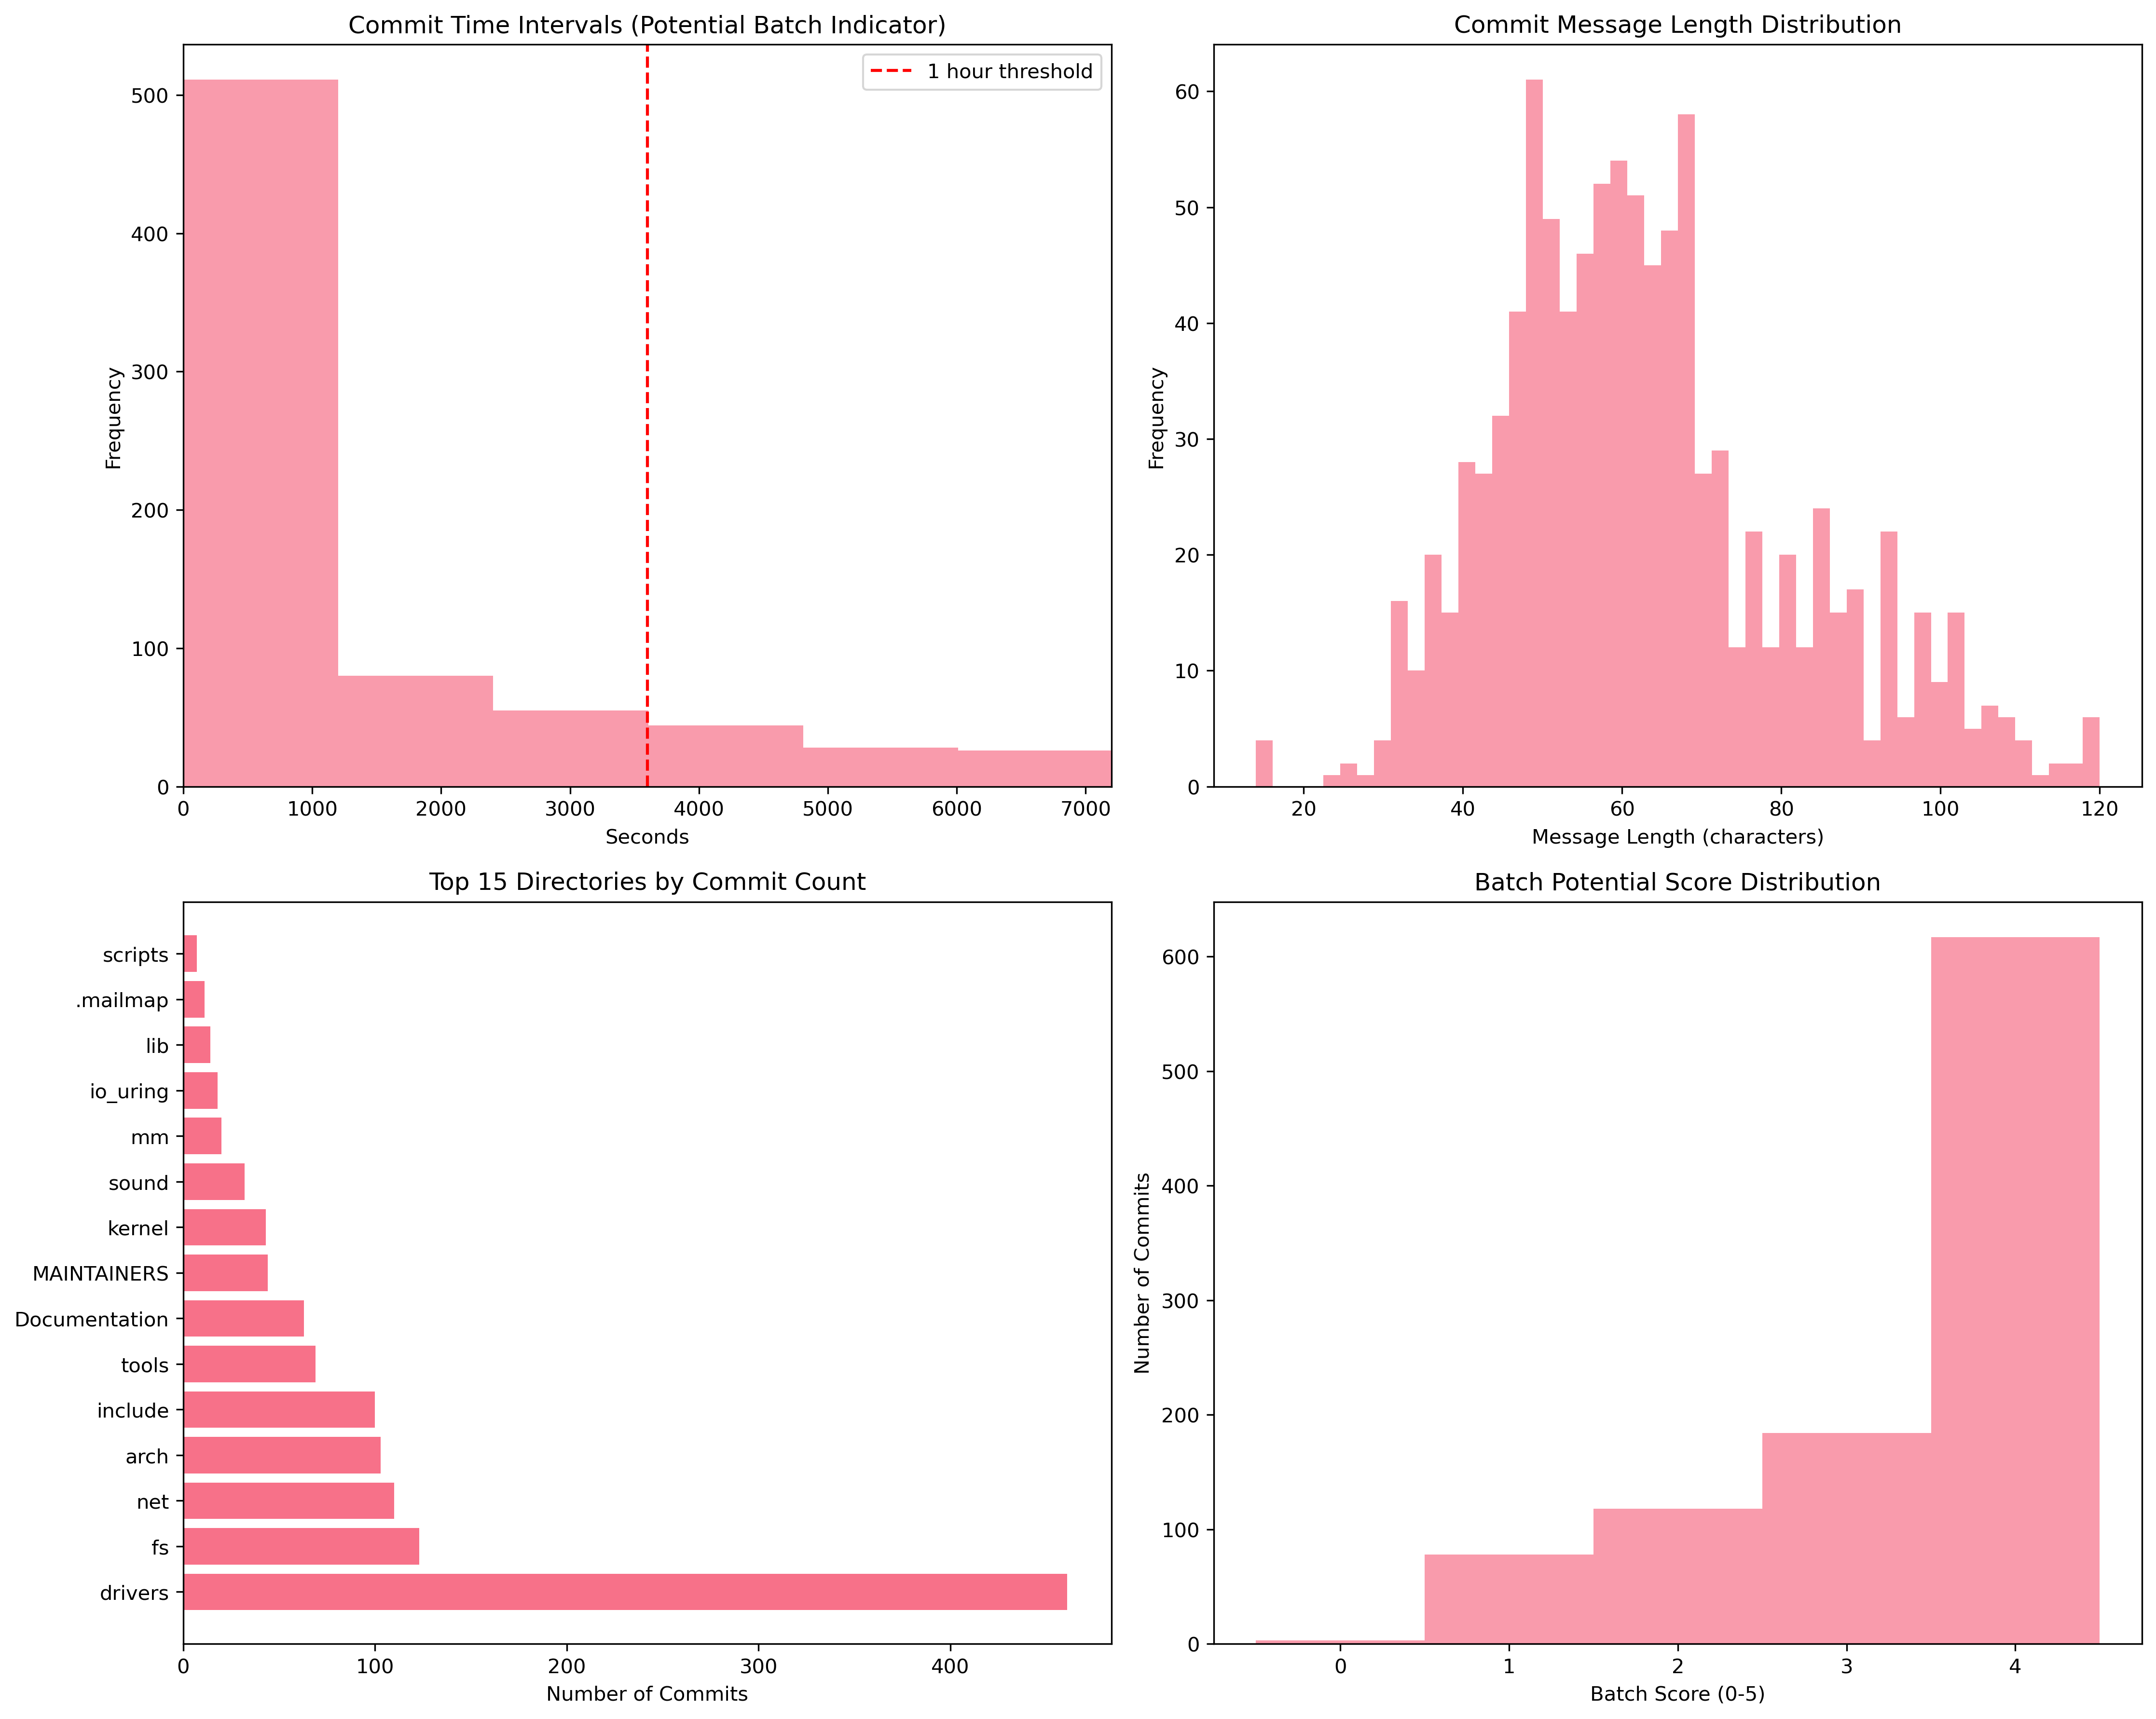 Commit Time Intervals (Potential Batch Indicator)
1 hour threshold
Frequency
500
400
300
200
100
0
0 1000 2000 3000 4000 5000 6000 7000
Seconds
Commit Message Length Distribution
Frequency
60
50
40
30
20
10
0
20 40 60 80 100 120
Message Length (characters)
Top 15 Directories by Commit Count
scripts
.mailmap
lib
io_uring
mm
sound
kernel
MAINTAINERS
Documentation
tools
include
arch
net
fs
drivers
0 100 200 300 400
Number of Commits
Batch Potential Score Distribution
Number of Commits
600
500
400
300
200
100
0
0 1 2 3 4
Batch Score (0-5)